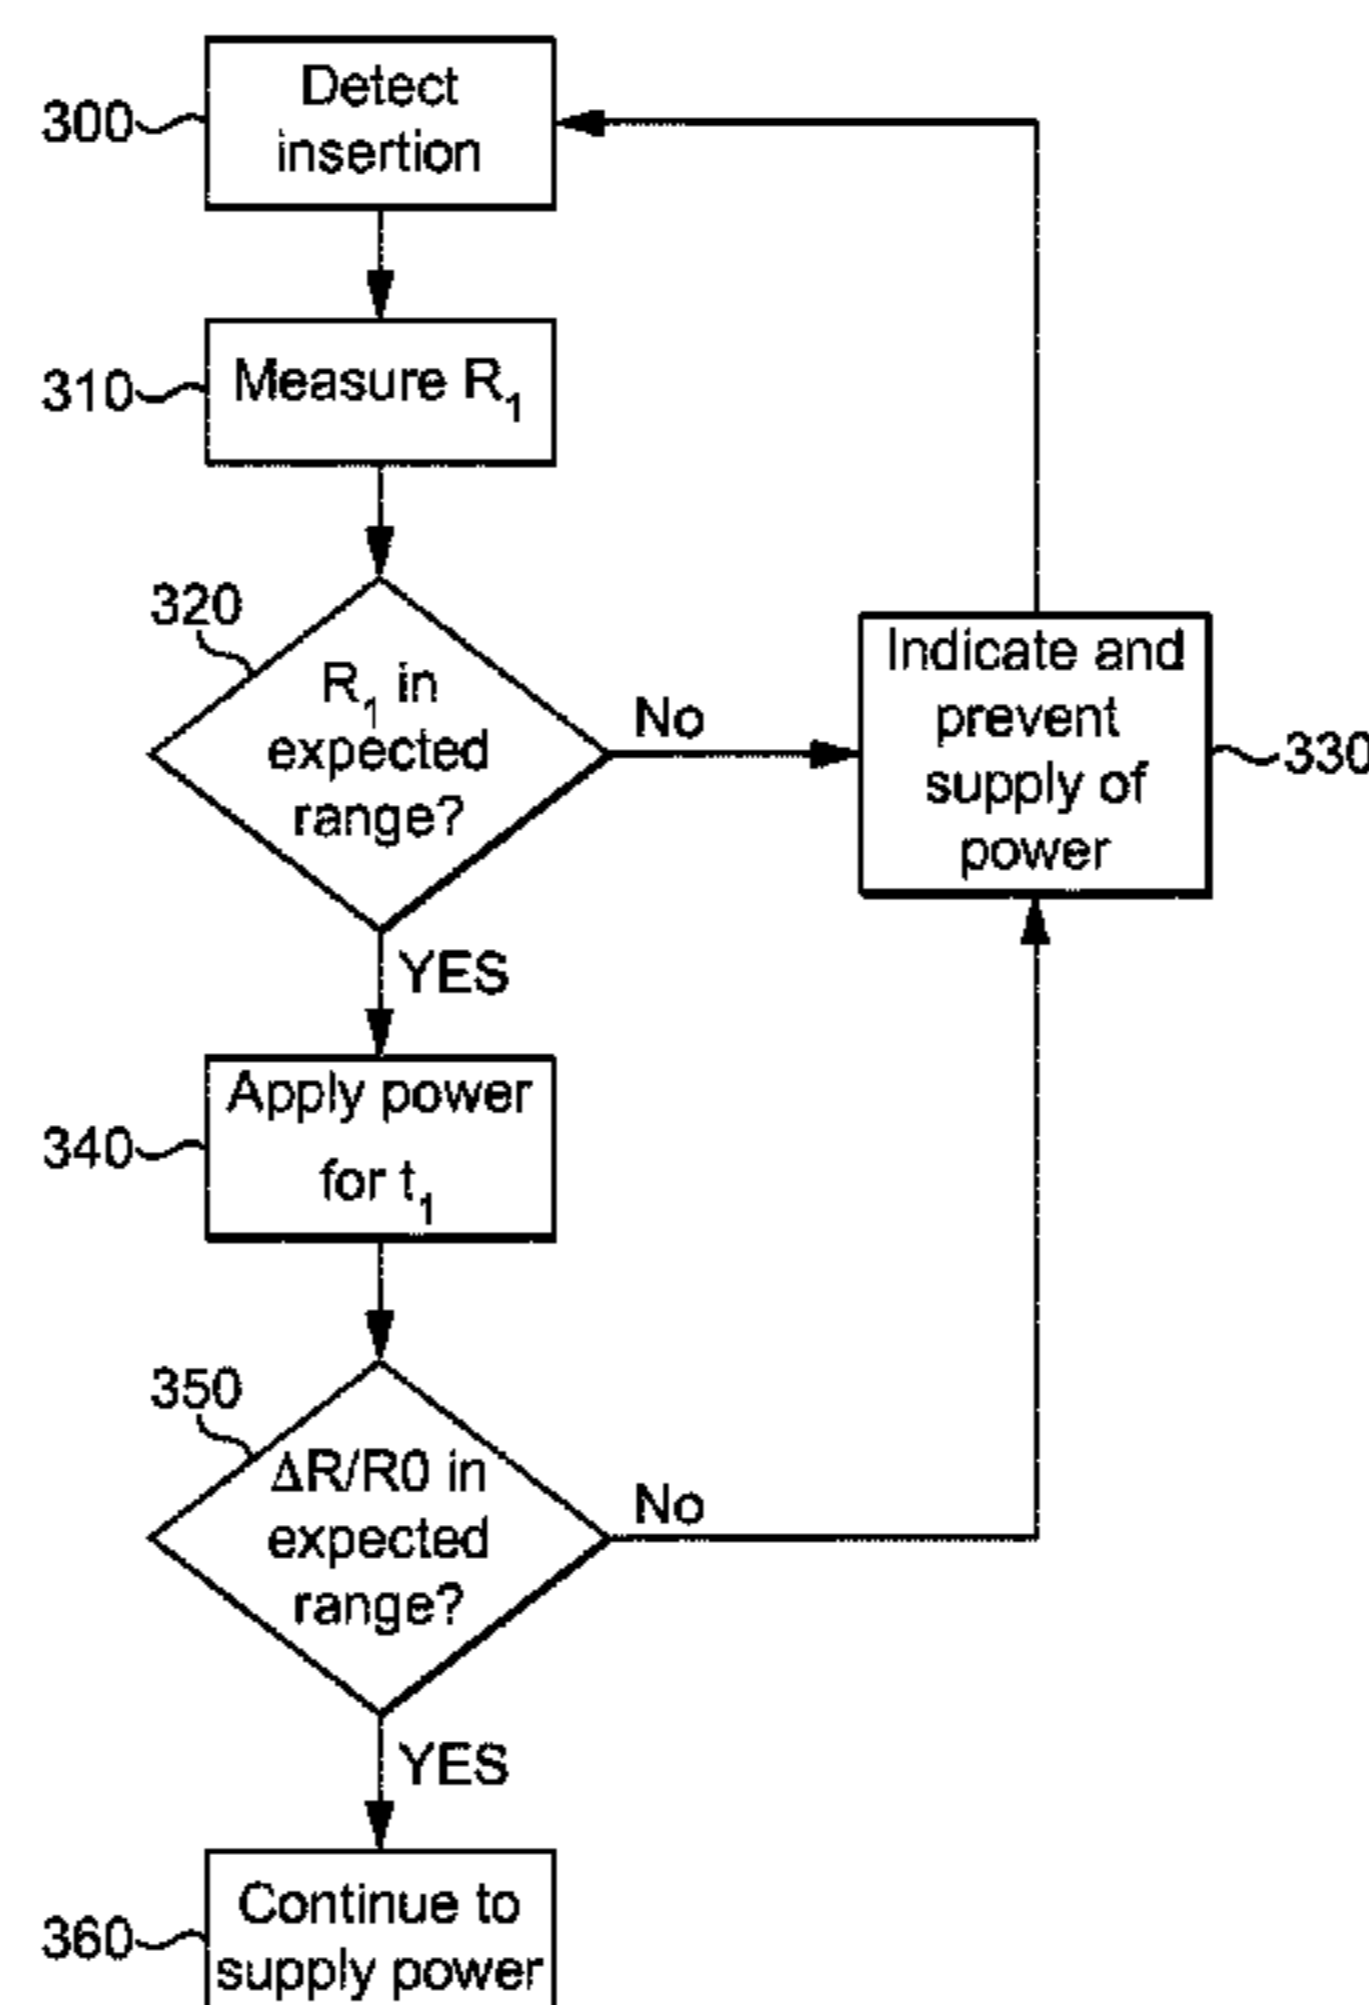 300
Detect
insertion
310
Measure R₁
320
R₁ in
expected
range?
No
Indicate and
prevent
supply of
power
330
YES
340
Apply power
for t₁
350
ΔR/R0 in
expected
range?
No
YES
360
Continue to
supply power